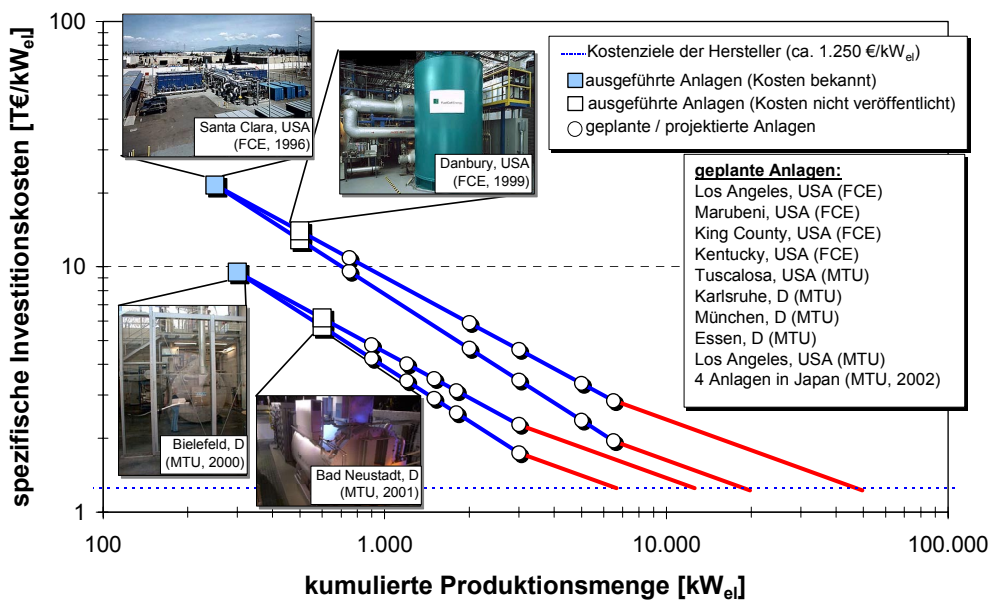 spezifische Investitionskosten [T€/kWel]
100
10
1
Santa Clara, USA
(FCE, 1996)
Danbury, USA
(FCE, 1999)
Kostenziele der Hersteller (ca. 1.250 €/kWel)
ausgeführte Anlagen (Kosten bekannt)
ausgeführte Anlagen (Kosten nicht veröffentlicht)
geplante / projektierte Anlagen
geplante Anlagen:
Los Angeles, USA (FCE)
Marubeni, USA (FCE)
King County, USA (FCE)
Kentucky, USA (FCE)
Tuscalosa, USA (MTU)
Karlsruhe, D (MTU)
München, D (MTU)
Essen, D (MTU)
Los Angeles, USA (MTU)
4 Anlagen in Japan (MTU, 2002)
Bielefeld, D
(MTU, 2000)
Bad Neustadt, D
(MTU, 2001)
100
1.000
10.000
100.000
kumulierte Produktionsmenge [kWel]